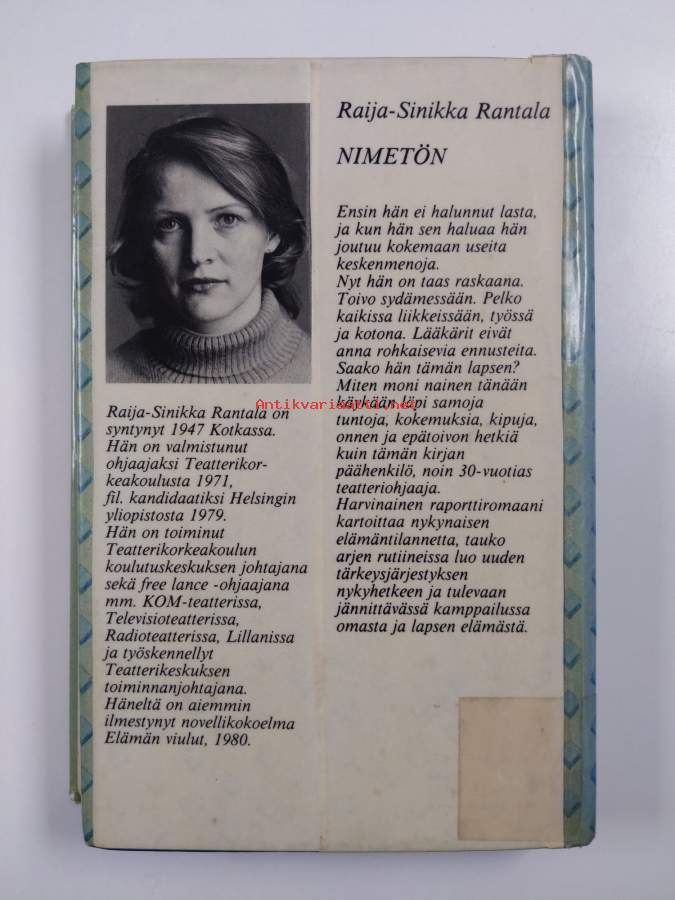 Raija-Sinikka Rantala
NIMETÖN
Ensin hän ei halunnut lasta,
ja kun hän sen haluaa hän
joutuu kokemaan useita
keskenmenoja.
Nyt hän on taas raskaana.
Toivo sydämessään. Pelko
kaikissa liikkeissään, työssä
ja kotona. Lääkärit eivät
anna rohkaisevia ennusteita.
Saako hän tämän lapsen?
Miten moni nainen tänään
käykään läpi samoja
tuntoja, kokemuksia, kipuja,
onnen ja epätoivon hetkiä
kuin tämän kirjan
päähenkilö, noin 30-vuotias
teatteriohjaaja.
Harvinainen raporttiromaani
kartoittaa nykynaisen
elämäntilannetta, tauko
arjen rutiineissa luo uuden
tärkeysjärjestyksen
nykyhetkeen ja tulevaan
jännittävässä kamppailussa
omasta ja lapsen elämästä.
Raija-Sinikka Rantala on
syntynyt 1947 Kotkassa.
Hän on valmistunut
ohjaajaksi Teatterikor-
keakoulusta 1971,
fil. kandidaatiksi Helsingin
yliopistosta 1979.
Hän on toiminut
Teatterikorkeakoulun
koulutuskeskuksen johtajana
sekä free lance -ohjaajana
mm. KOM-teatterissa,
Televisioteatterissa,
Radioteatterissa, Lillanissa
ja työskennellyt
Teatterikeskuksen
toiminnanjohtajana.
Häneltä on aiemmin
ilmestynyt novellikokoelma
Elämän viulut, 1980.
Antikvariaatti.net